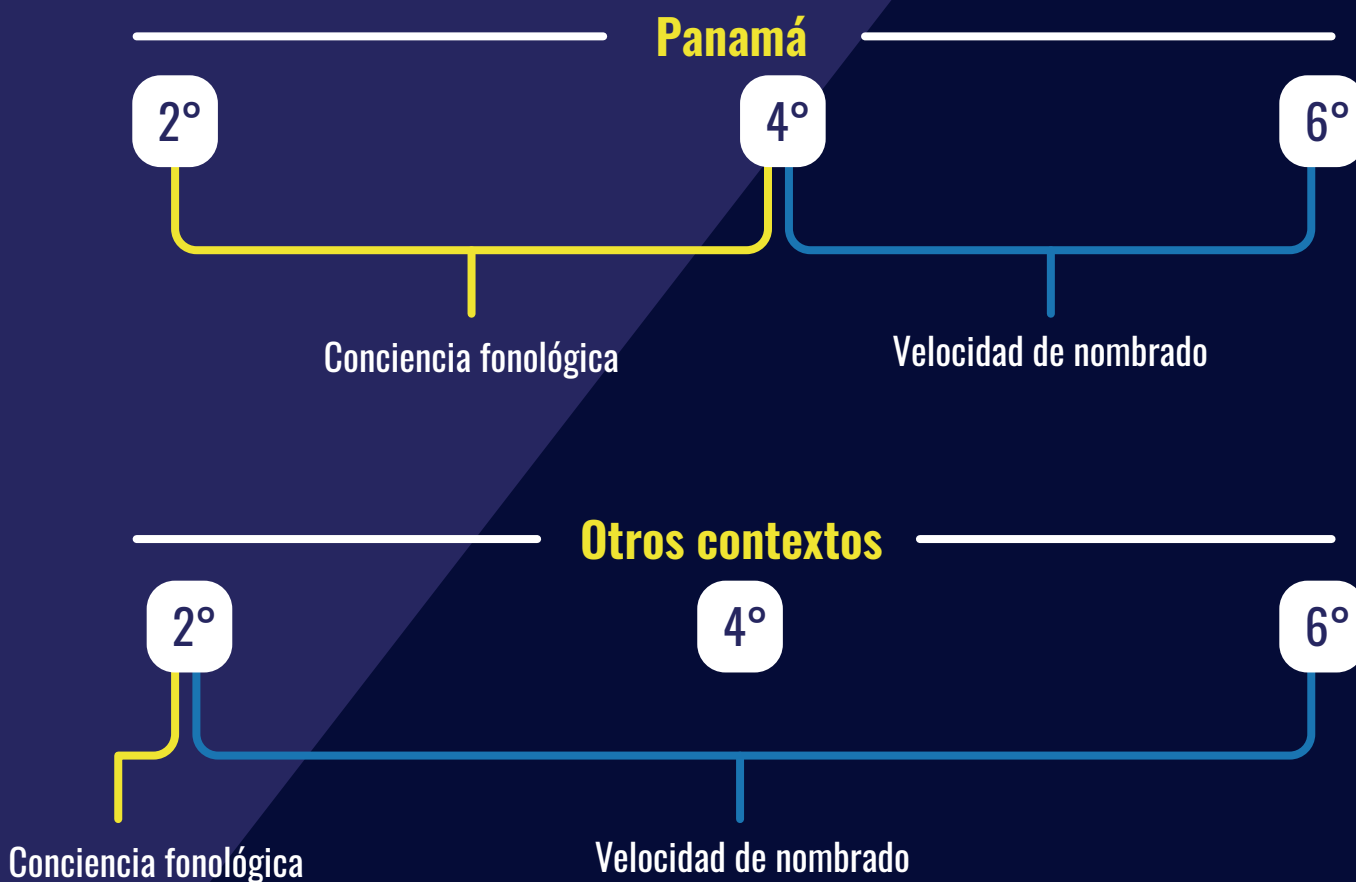 Panamá
2°
4°
6°
Conciencia fonológica
Velocidad de nombrado
Otros contextos
2°
4°
6°
Conciencia fonológica
Velocidad de nombrado